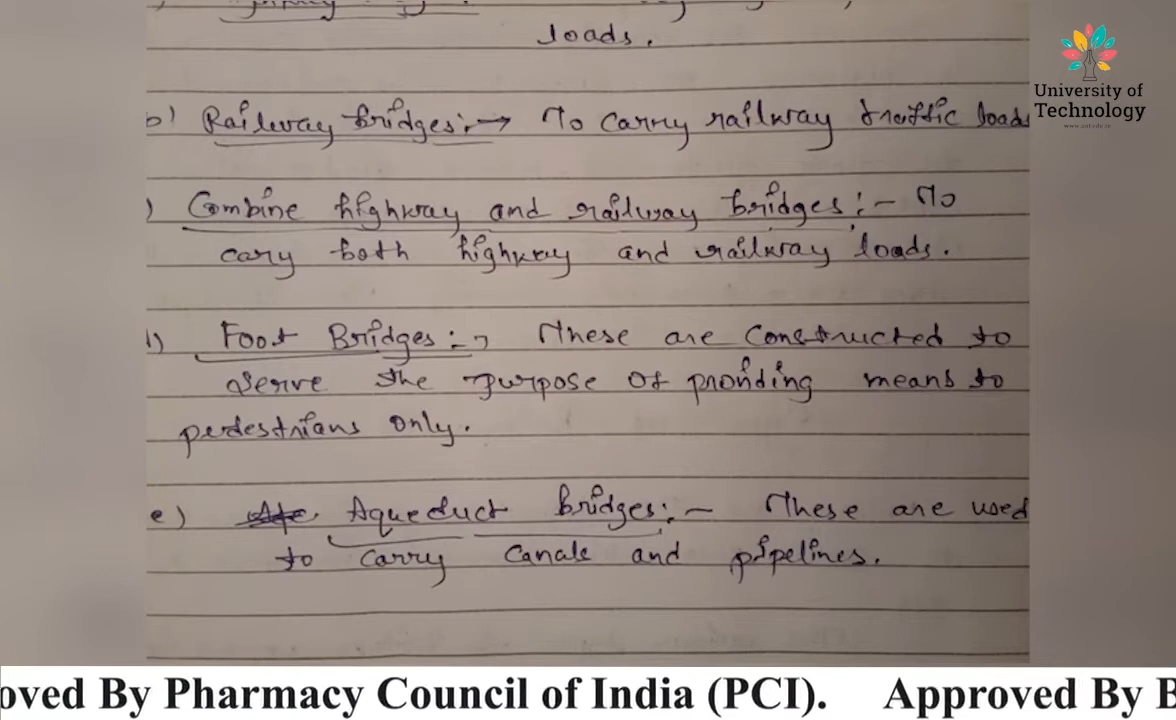 loads.
b) Railway bridges:→ To carry railway traffic loads
) Combine highway and railway bridges:- To
cary both highway and railway loads.
d) Foot Bridges:-> These are constructed to
serve the purpose of providing means to
pedestrians only.
e) Aqueduct bridges:- These are used
to carry canals and pipelines.
University of
Technology
oved By Pharmacy Council of India (PCI). Approved By B